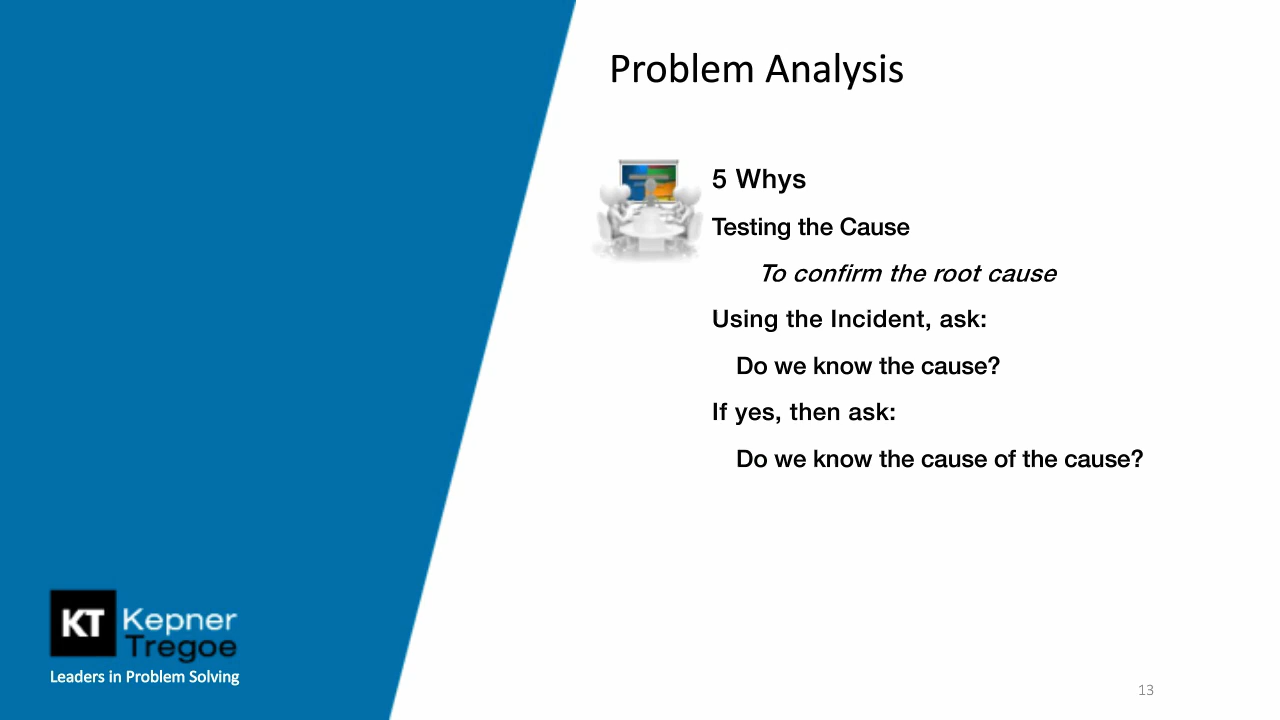 Problem Analysis
5 Whys
Testing the Cause
To confirm the root cause
Using the Incident, ask:
Do we know the cause?
If yes, then ask:
Do we know the cause of the cause?
KT Kepner
Tregoe
Leaders in Problem Solving
13